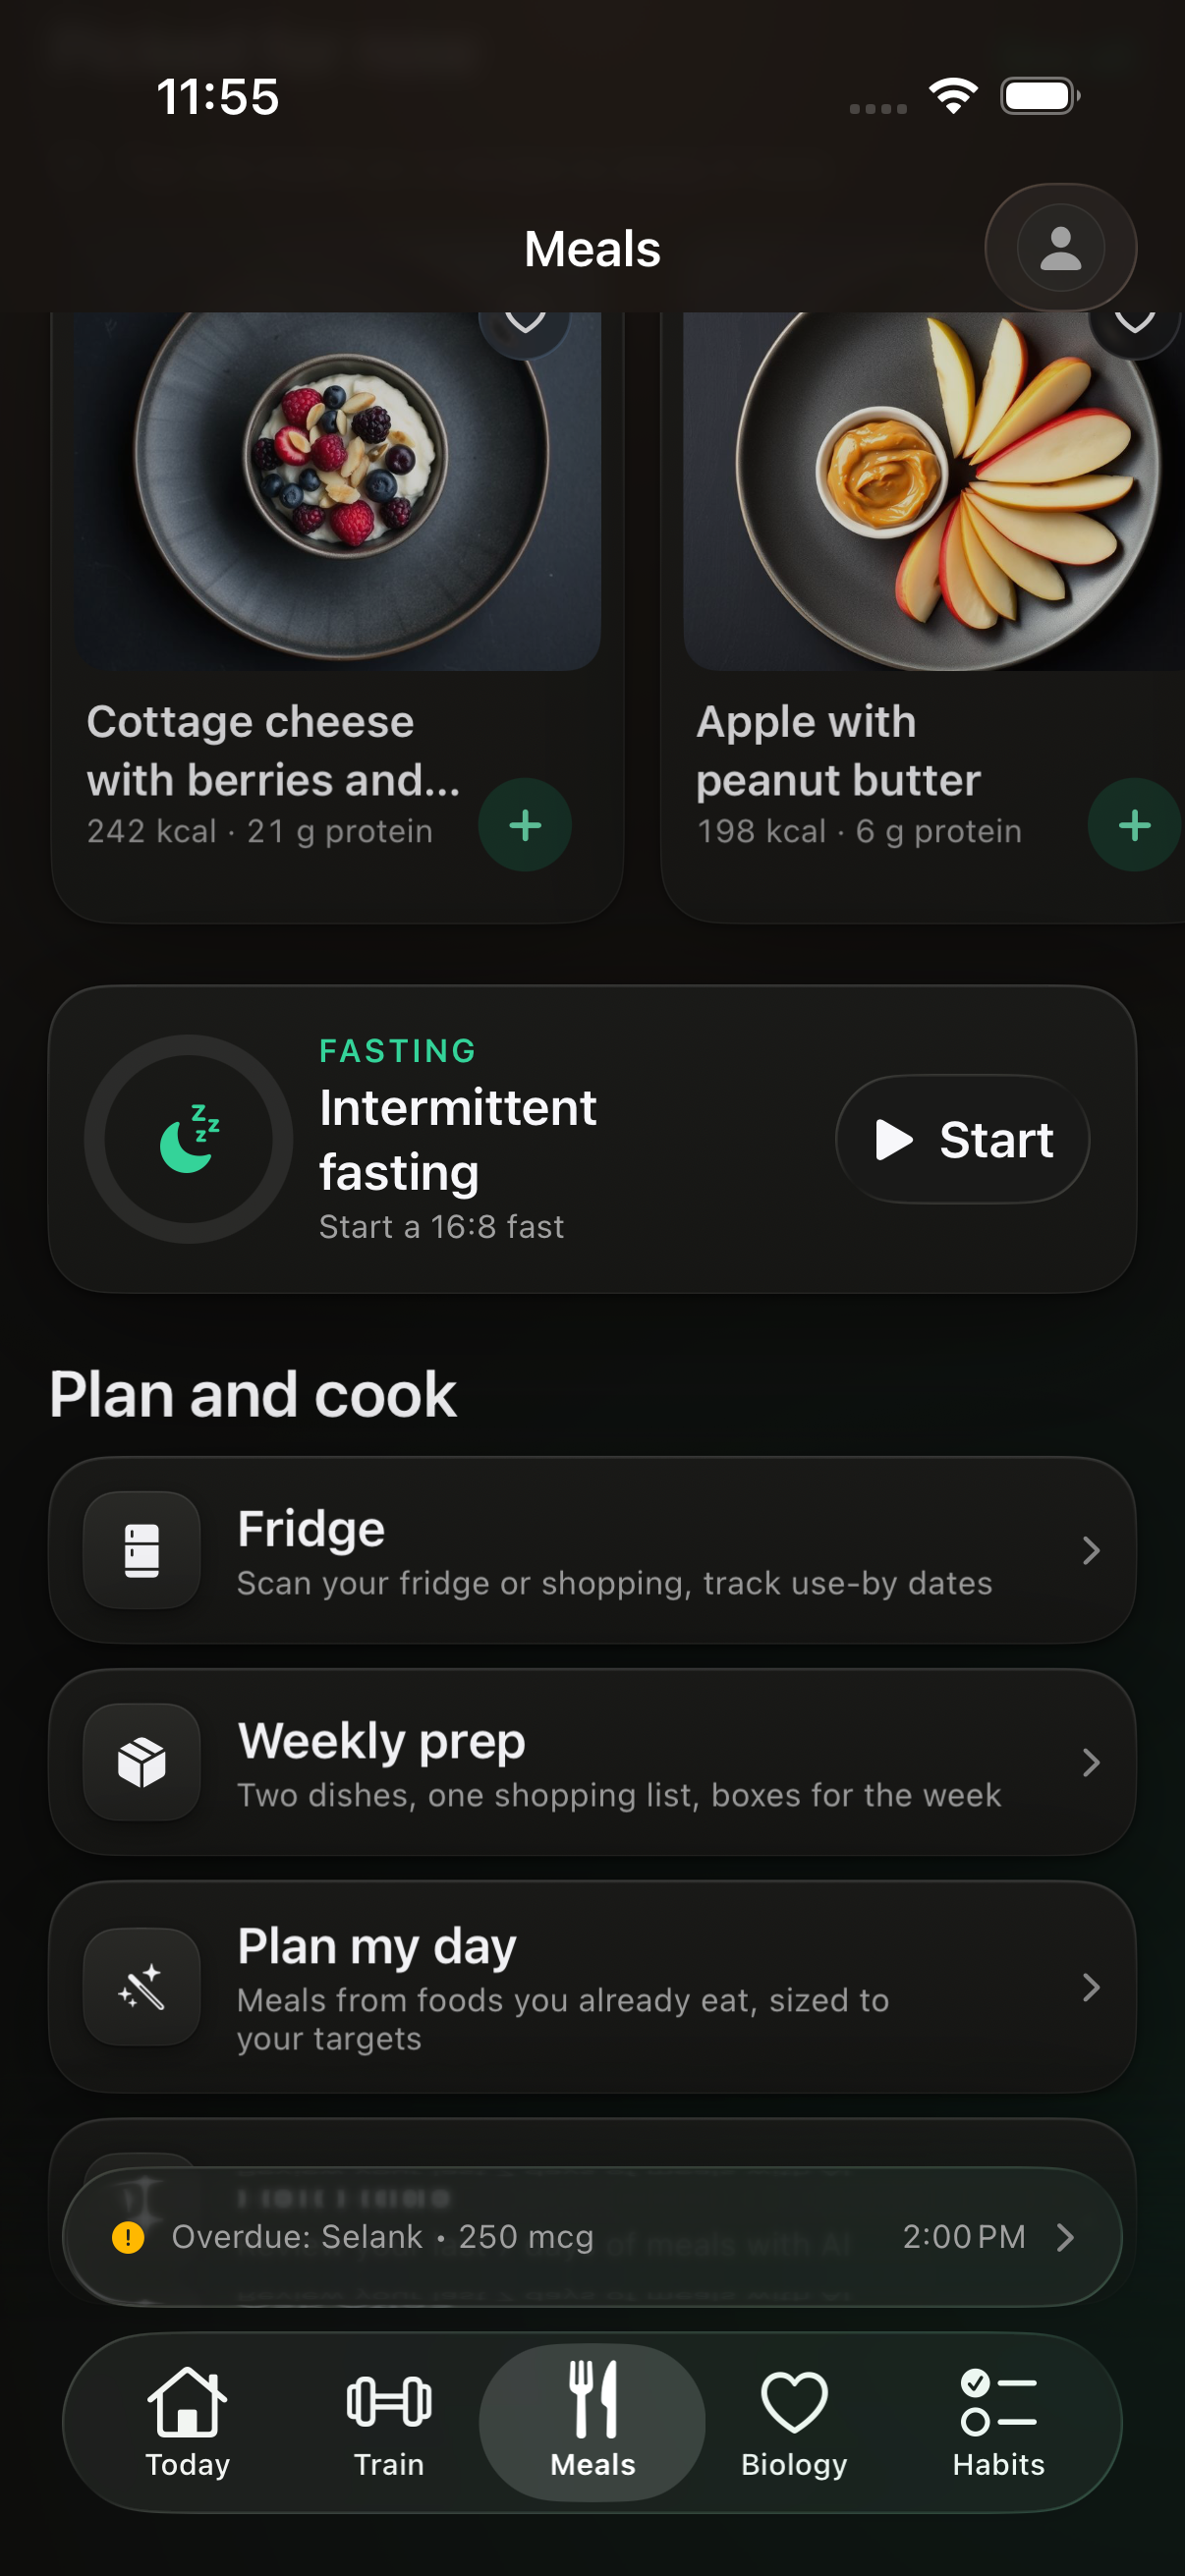 11:55
Meals
Cottage cheese
with berries and...
242 kcal · 21 g protein
Apple with
peanut butter
198 kcal · 6 g protein
FASTING
Intermittent
fasting
Start a 16:8 fast
Start
Plan and cook
Fridge
Scan your fridge or shopping, track use-by dates
Weekly prep
Two dishes, one shopping list, boxes for the week
Plan my day
Meals from foods you already eat, sized to
your targets
Overdue: Selank • 250 mcg
2:00 PM
of meals with AI
Today
Train
Meals
Biology
Habits